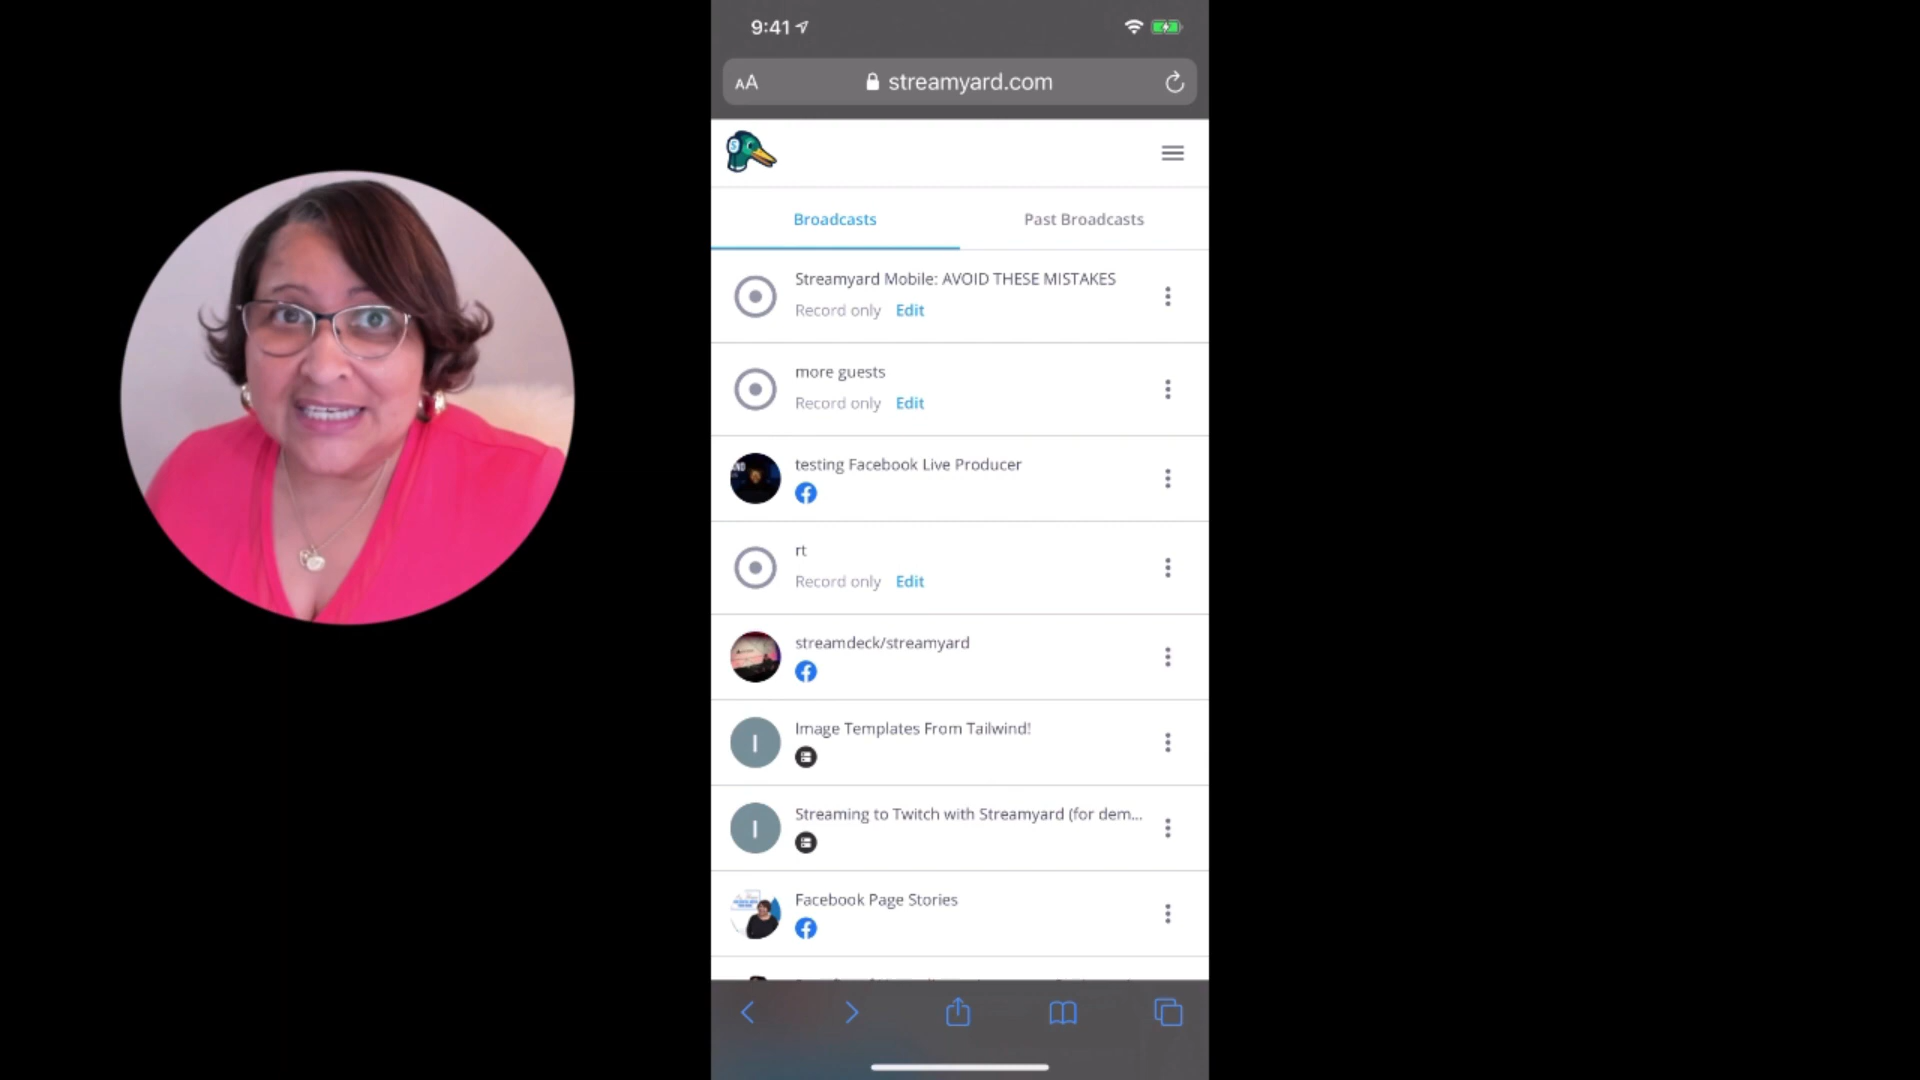 9:41
AA streamyard.com
Broadcasts Past Broadcasts
Streamyard Mobile: AVOID THESE MISTAKES
Record only Edit
more guests
Record only Edit
testing Facebook Live Producer
rt
Record only Edit
streamdeck/streamyard
I
Image Templates From Tailwind!
I
Streaming to Twitch with Streamyard (for dem...
Facebook Page Stories